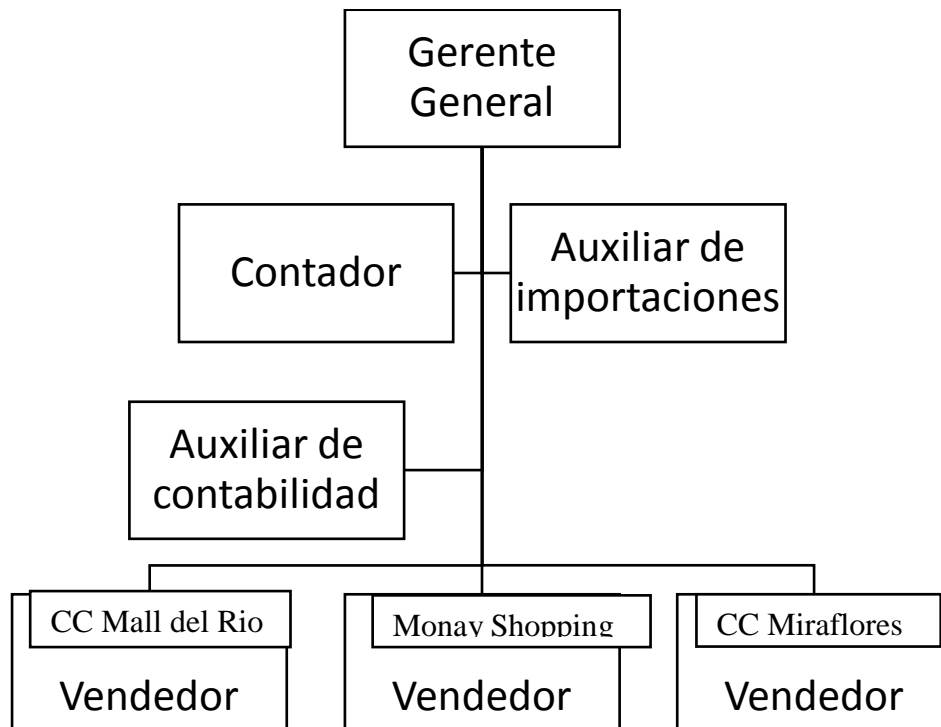 Gerente
General
Contador
Auxiliar de
importaciones
Auxiliar de
contabilidad
CC Mall del Rio
Monay Shopping
CC Miraflores
Vendedor
Vendedor
Vendedor